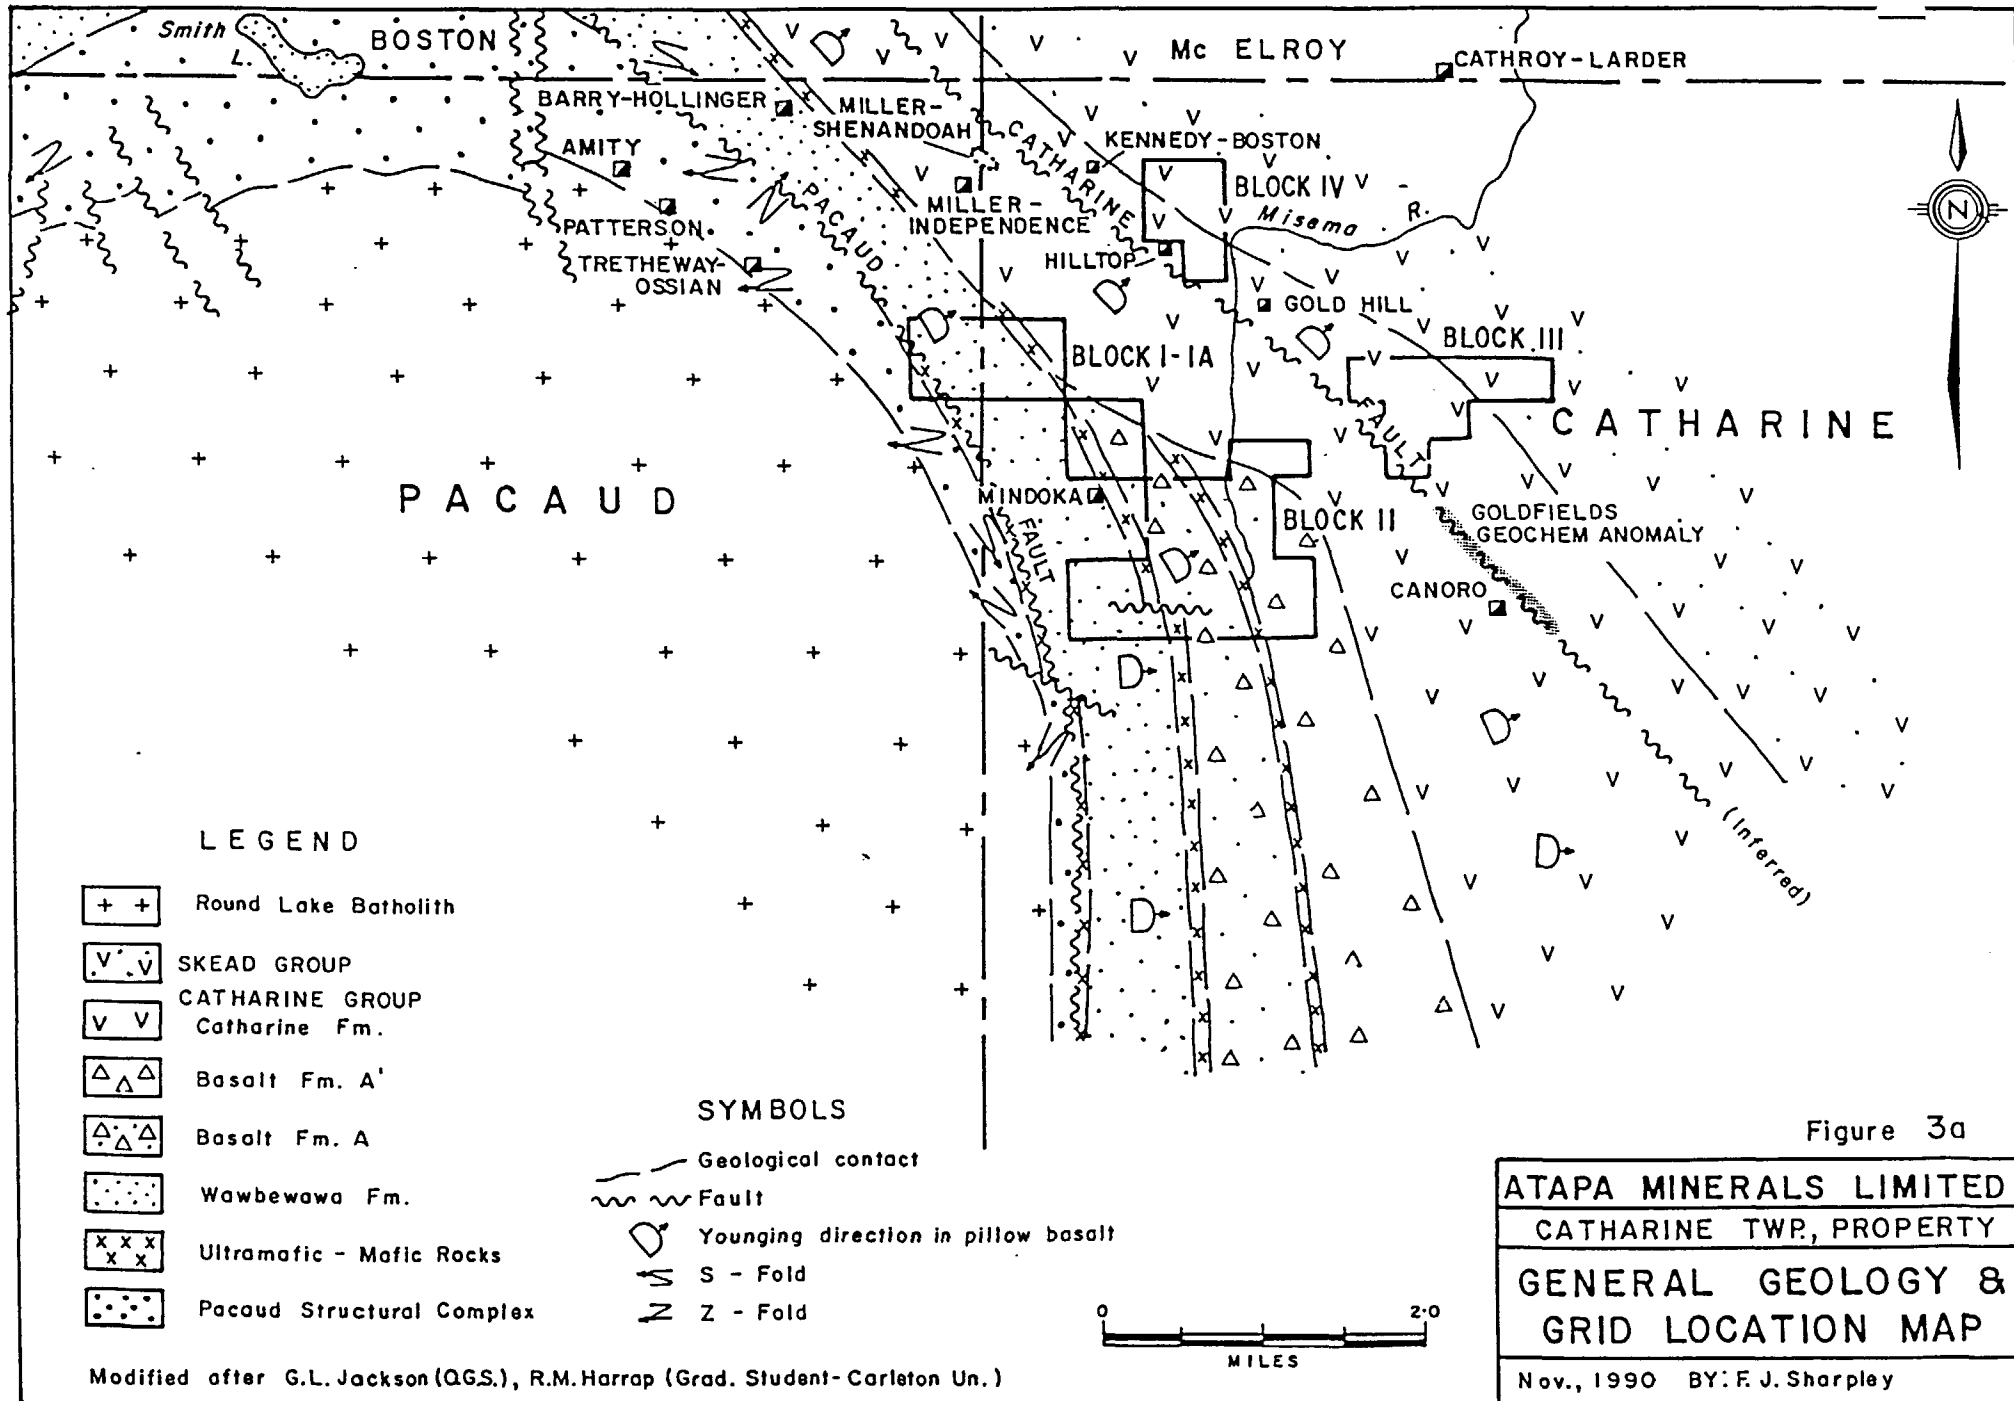 Smith
L.
BOSTON
Mc ELROY
CATHROY-LARDER
BARRY-HOLLINGER
MILLER-
SHENANDOAH
CATHARINE
KENNEDY-BOSTON
AMITY
BLOCK IV
PACAUD
MILLER-
INDEPENDENCE
Misema R.
PATTERSON
HILLTOP
TRETHEWAY-
OSSIAN
GOLD HILL
BLOCK I-IA
BLOCK III
CATHARINE
FAULT
PACAUD
MINDOKA
BLOCK II
GOLDFIELDS
GEOCHEM ANOMALY
FAULT
CANORO
(Inferred)
N
LEGEND
+ + Round Lake Batholith
V V SKEAD GROUP
CATHARINE GROUP
V V Catharine Fm.
Basalt Fm. A'
Basalt Fm. A
Wawbewawa Fm.
x x x
x x Ultramafic - Mafic Rocks
Pacaud Structural Complex
SYMBOLS
Geological contact
Fault
Younging direction in pillow basalt
S - Fold
Z - Fold
0 2.0
MILES
Modified after G.L. Jackson (O.G.S.), R.M. Harrap (Grad. Student-Carleton Un.)
Figure 3a
ATAPA MINERALS LIMITED
CATHARINE TWP., PROPERTY
GENERAL GEOLOGY &
GRID LOCATION MAP
Nov., 1990 BY: F. J. Sharpley